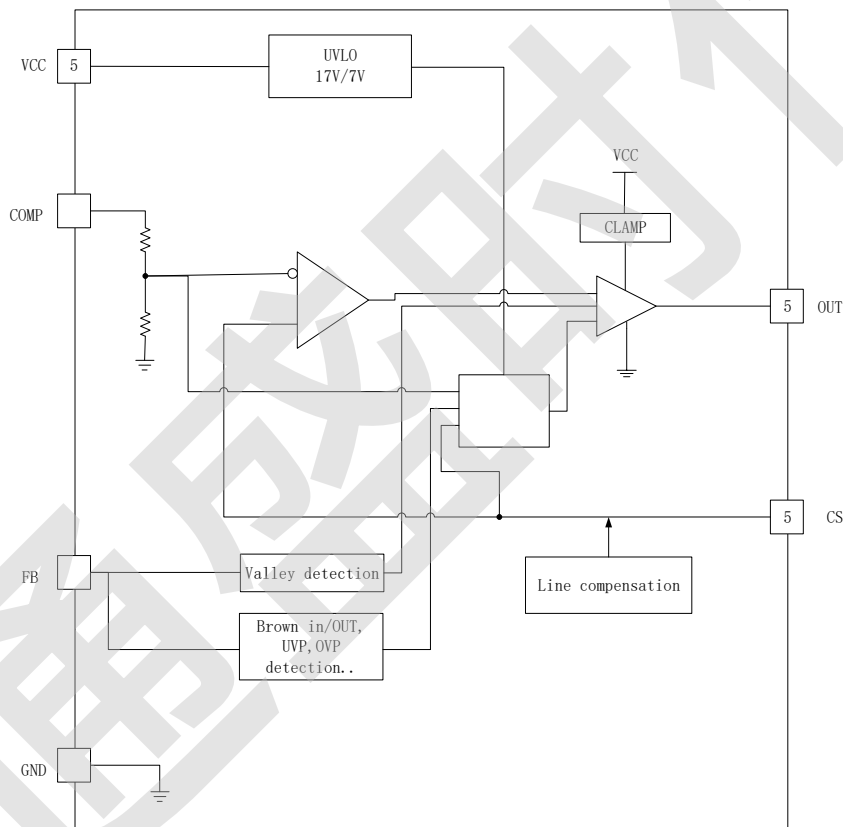 VCC
5
UVLO
17V/7V
VCC
COMP
CLAMP
5
OUT
5
CS
FB
Valley detection
Line compensation
Brown in/OUT,
UVP,OVP
detection..
GND